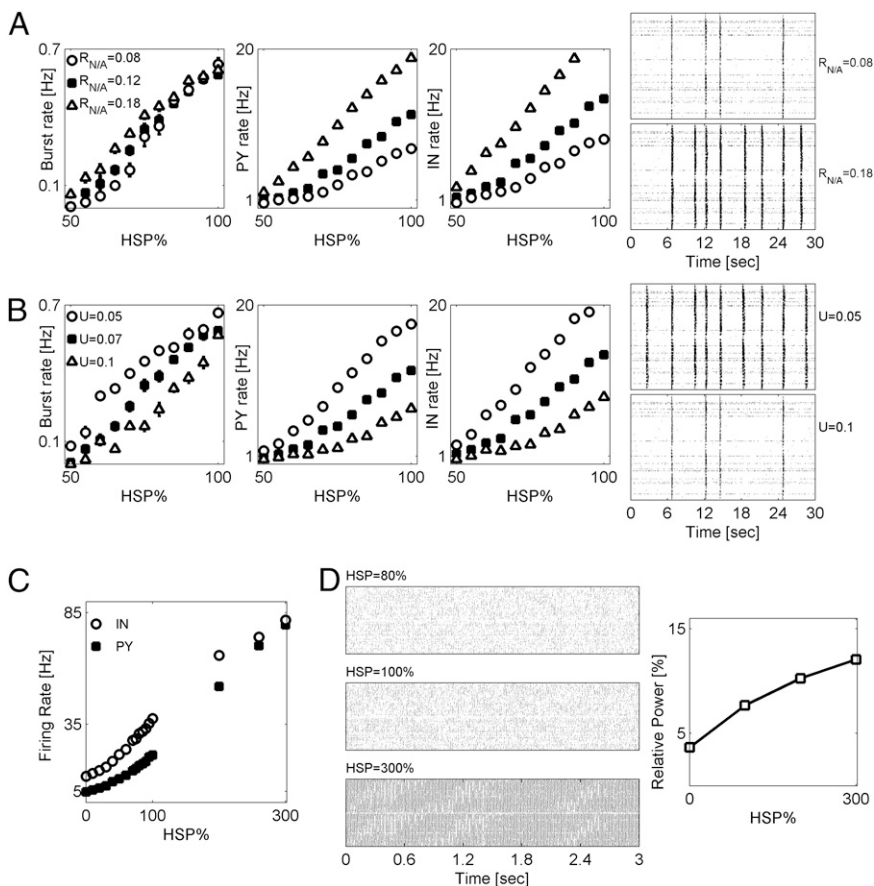 A
0.7
Burst rate [Hz]
0.1
R_N/A=0.08
R_N/A=0.12
R_N/A=0.18
50
100
HSP%
20
PY rate [Hz]
1
50
100
HSP%
20
IN rate [Hz]
1
50
100
HSP%
R_N/A=0.08
R_N/A=0.18
0 6 12 18 24 30
Time [sec]
B
0.7
Burst rate [Hz]
0.1
U=0.05
U=0.07
U=0.1
50
100
HSP%
20
PY rate [Hz]
1
50
100
HSP%
20
IN rate [Hz]
1
50
100
HSP%
U=0.05
U=0.1
0 6 12 18 24 30
Time [sec]
C
85
Firing Rate [Hz]
35
5
IN
PY
0 100 300
HSP%
D
HSP=80%
HSP=100%
HSP=300%
0 0.6 1.2 2.4 3
Time [sec]
15
Relative Power [%]
5
0 300
HSP%